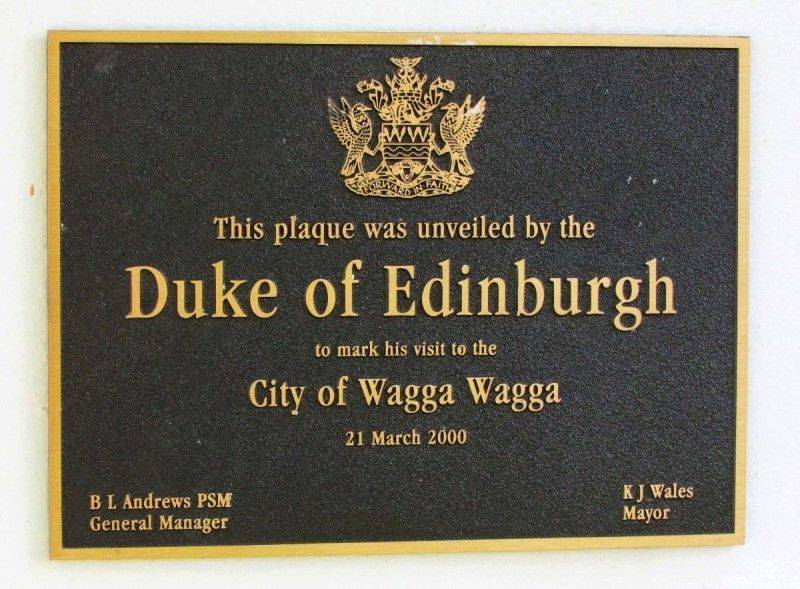 WWW
FORWARD IN FAITH
This plaque was unveiled by the
Duke of Edinburgh
to mark his visit to the
City of Wagga Wagga
21 March 2000
B L Andrews PSM
General Manager
K J Wales
Mayor